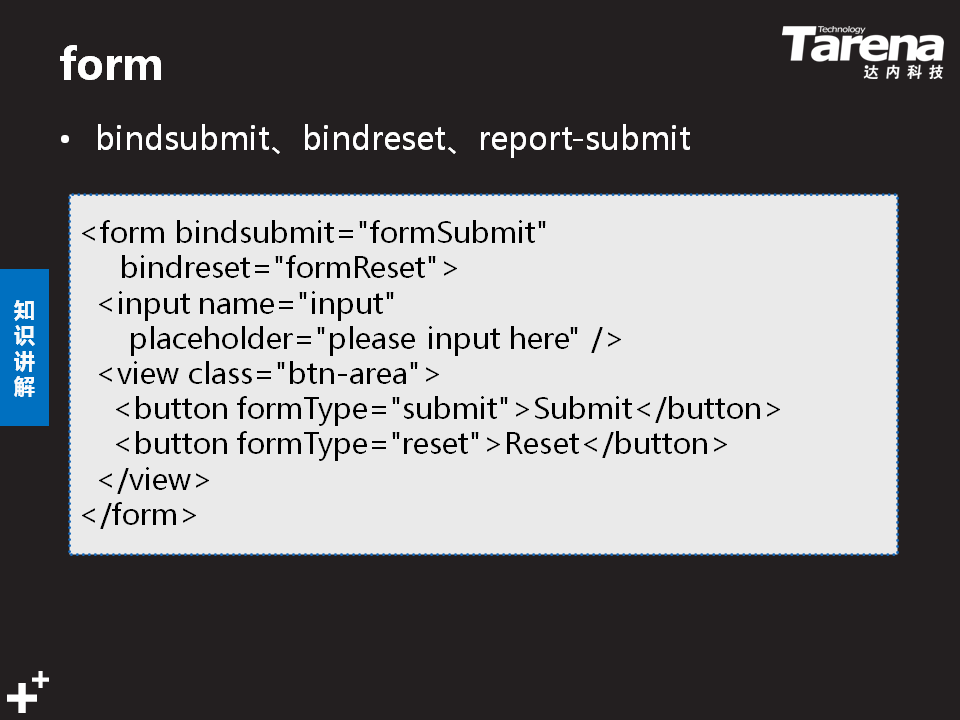 form
Technology
Tarena
达内科技
• bindsubmit、bindreset、report-submit
知识讲解
<form bindsubmit="formSubmit"
bindreset="formReset">
<input name="input"
placeholder="please input here" />
<view class="btn-area">
<button formType="submit">Submit</button>
<button formType="reset">Reset</button>
</view>
</form>